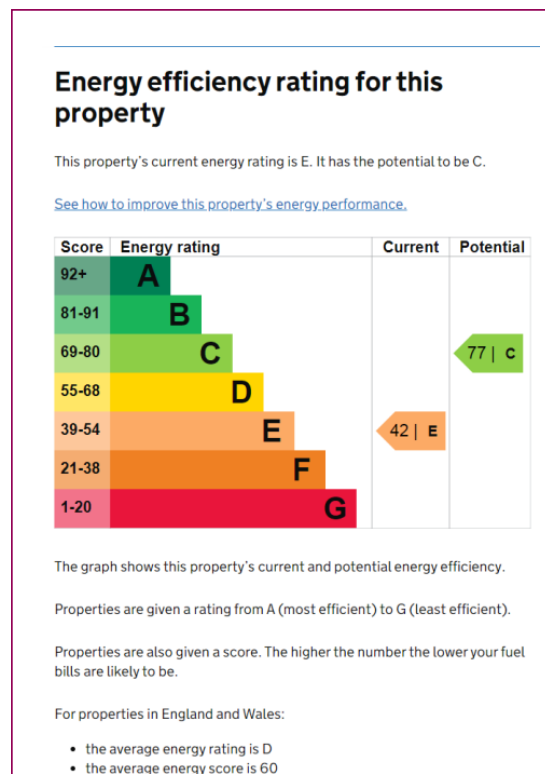 Energy efficiency rating for this
property
This property's current energy rating is E. It has the potential to be C.
See how to improve this property's energy performance.
Score Energy rating Current Potential
92+ A
81-91 B
69-80 C 77 | C
55-68 D
39-54 E 42 | E
21-38 F
1-20 G
The graph shows this property's current and potential energy efficiency.
Properties are given a rating from A (most efficient) to G (least efficient).
Properties are also given a score. The higher the number the lower your fuel
bills are likely to be.
For properties in England and Wales:
• the average energy rating is D
• the average energy score is 60